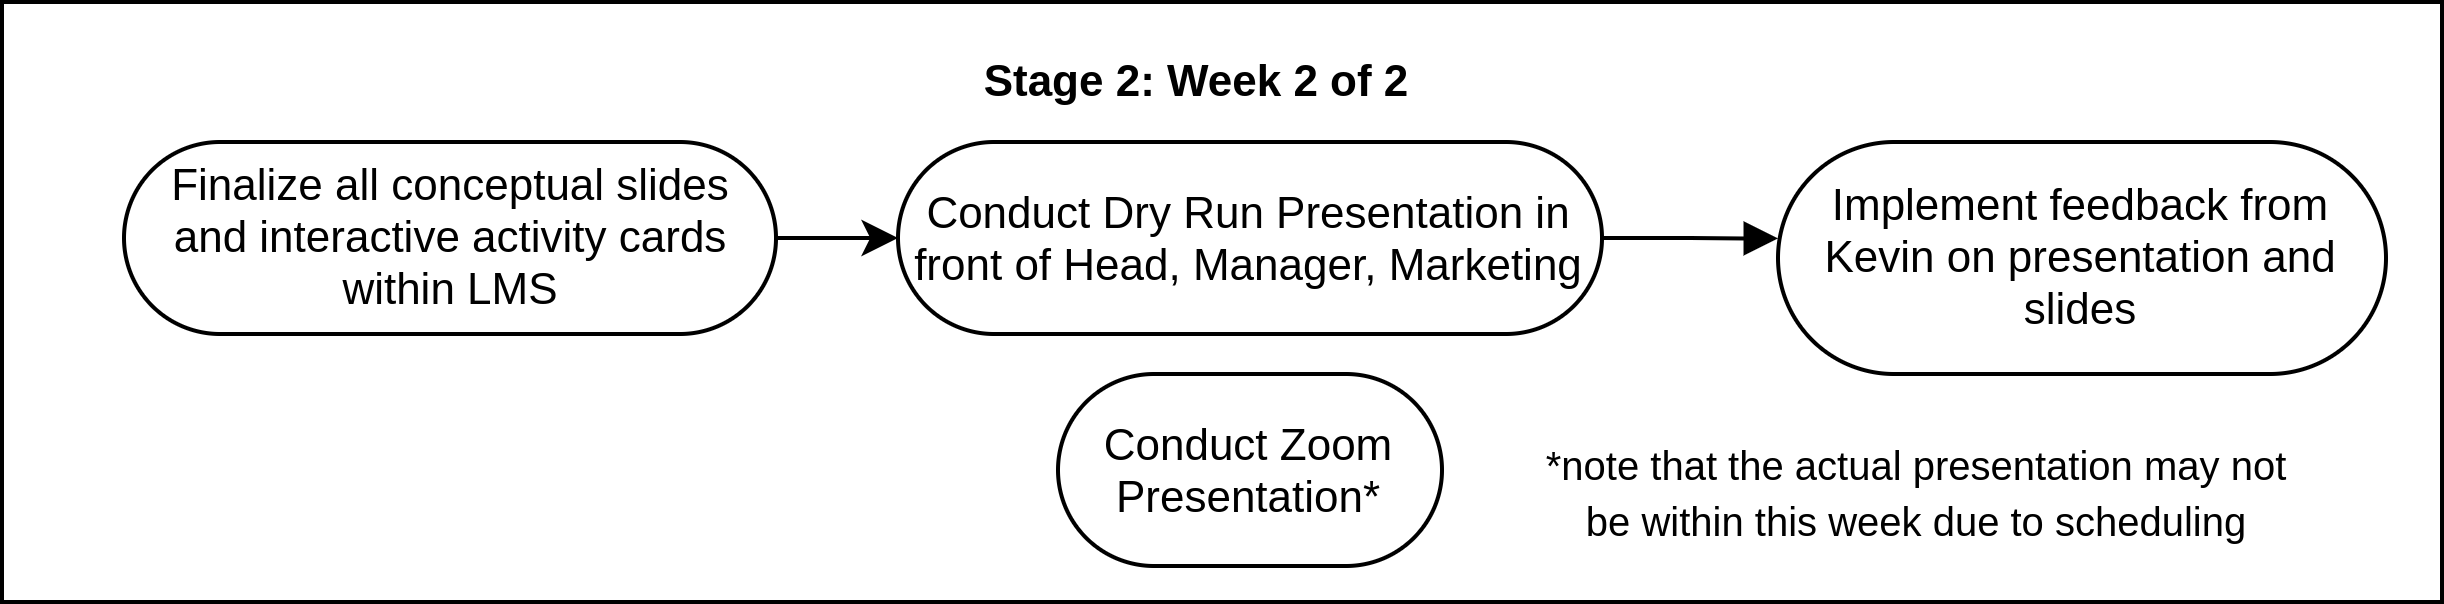 Stage 2: Week 2 of 2
Finalize all conceptual slides
and interactive activity cards
within LMS
Conduct Dry Run Presentation in
front of Head, Manager, Marketing
Implement feedback from
Kevin on presentation and
slides
Conduct Zoom
Presentation*
*note that the actual presentation may not
be within this week due to scheduling